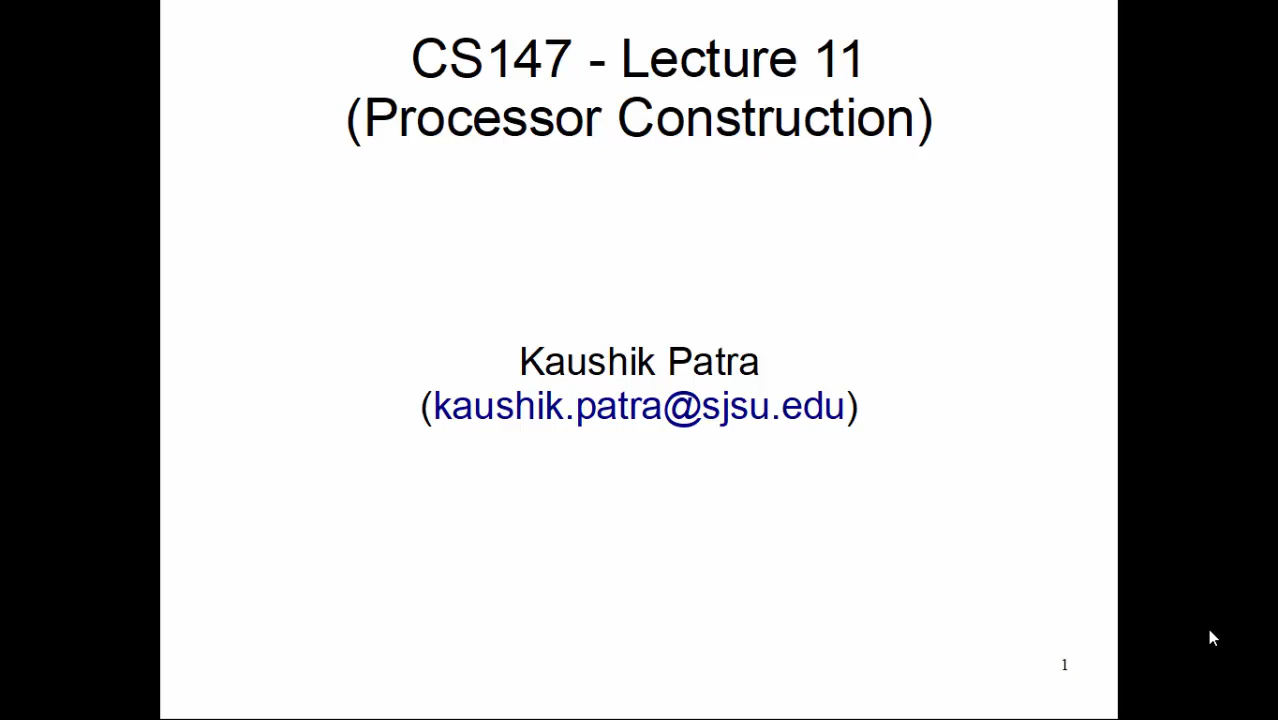 CS147 - Lecture 11
(Processor Construction)
Kaushik Patra
(kaushik.patra@sjsu.edu)
1